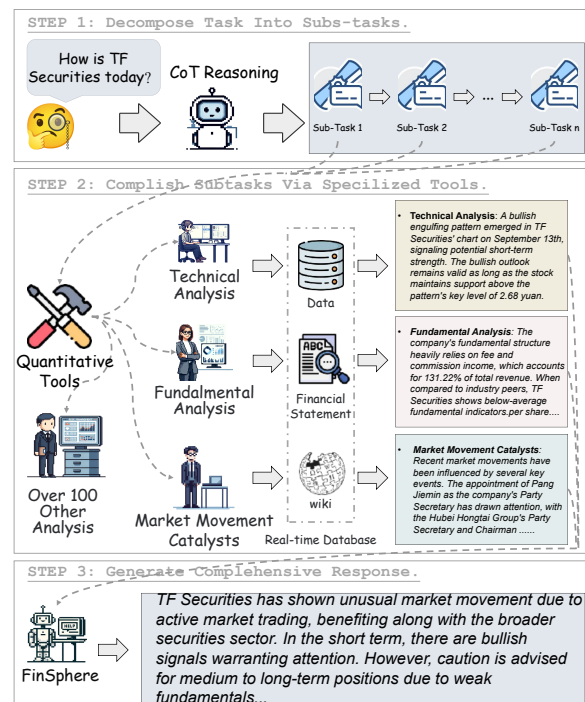 STEP 1: Decompose Task Into Subs-tasks.
How is TF
Securities today?
CoT Reasoning
Sub-Task 1
Sub-Task 2
...
Sub-Task n
STEP 2: Complish Subtasks Via Specilized Tools.
Quantitative
Tools
Over 100
Other
Analysis
Technical
Analysis
Fundalmental
Analysis
Market Movement
Catalysts
Data
ABC
Financial
Statement
wiki
Real-time Database
• Technical Analysis: A bullish
engulfing pattern emerged in TF
Securities' chart on September 13th,
signaling potential short-term
strength. The bullish outlook
remains valid as long as the stock
maintains support above the
pattern's key level of 2.68 yuan.
• Fundamental Analysis: The
company's fundamental structure
heavily relies on fee and
commission income, which accounts
for 131.22% of total revenue. When
compared to industry peers, TF
Securities shows below-average
fundamental indicators.per share....
• Market Movement Catalysts:
Recent market movements have
been influenced by several key
events. The appointment of Pang
Jiemin as the company's Party
Secretary has drawn attention, with
the Hubei Hongtai Group's Party
Secretary and Chairman ......
STEP 3: Generate Complehensive Response.
HELP
FinSphere
TF Securities has shown unusual market movement due to
active market trading, benefiting along with the broader
securities sector. In the short term, there are bullish
signals warranting attention. However, caution is advised
for medium to long-term positions due to weak
fundamentals...